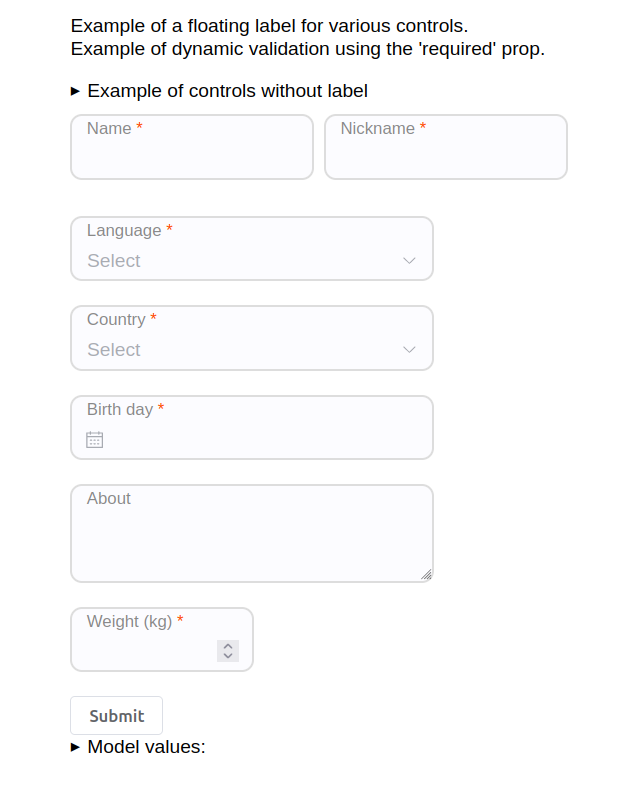 Example of a floating label for various controls.
Example of dynamic validation using the 'required' prop.
▸ Example of controls without label
Name *
Nickname *
Language *
Select
Country *
Select
Birth day *
About
Weight (kg) *
Submit
▸ Model values: